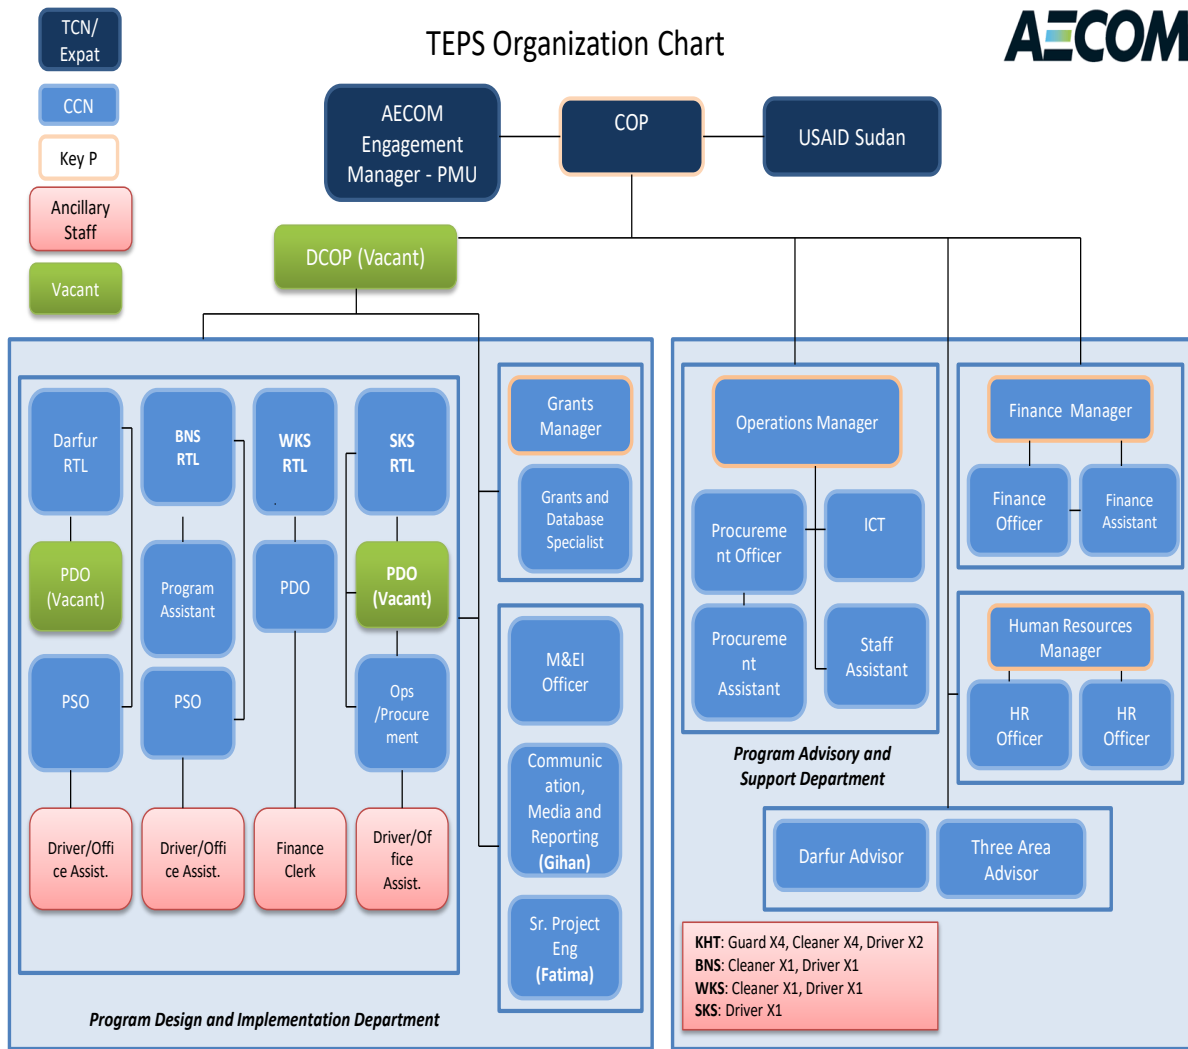 TCN/
Expat
TEPS Organization Chart
AECOM
CCN
Key P
Ancillary
Staff
Vacant
AECOM
Engagement
Manager - PMU
COP
USAID Sudan
DCOP (Vacant)
Darfur
RTL
BNS
RTL
WKS
RTL
SKS
RTL
PDO
(Vacant)
Program
Assistant
PDO
PDO
(Vacant)
PSO
PSO
Ops
/Procure
ment
Driver/Offi
ce Assist.
Driver/Offi
ce Assist.
Finance
Clerk
Driver/Of
fice
Assist.
Program Design and Implementation Department
Grants
Manager
Grants and
Database
Specialist
M&EI
Officer
Communic
ation,
Media and
Reporting
(Gihan)
Sr. Project
Eng
(Fatima)
Operations Manager
Procureme
nt Officer
ICT
Procureme
nt
Assistant
Staff
Assistant
Program Advisory and
Support Department
Finance Manager
Finance
Officer
Finance
Assistant
Human Resources
Manager
HR
Officer
HR
Officer
Darfur Advisor
Three Area
Advisor
KHT: Guard X4, Cleaner X4, Driver X2
BNS: Cleaner X1, Driver X1
WKS: Cleaner X1, Driver X1
SKS: Driver X1